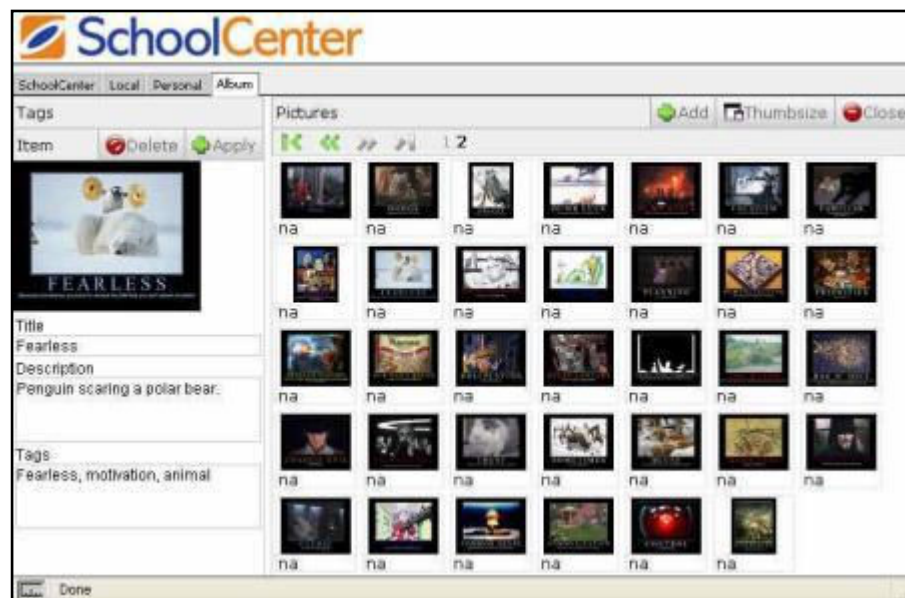 SchoolCenter
SchoolCenter Local Personal Album
Tags
Pictures
Add Thumbsize Close
Item Delete Apply
1 2
FEARLESS
Title
Fearless
Description
Penguin scaring a polar bear.
Tags
Fearless, motivation, animal
na na na na na na na
na na na na na na na
PLANNING
PRIORITIES
na na na na na na na
na na na na na na na
na na na na na na
Done